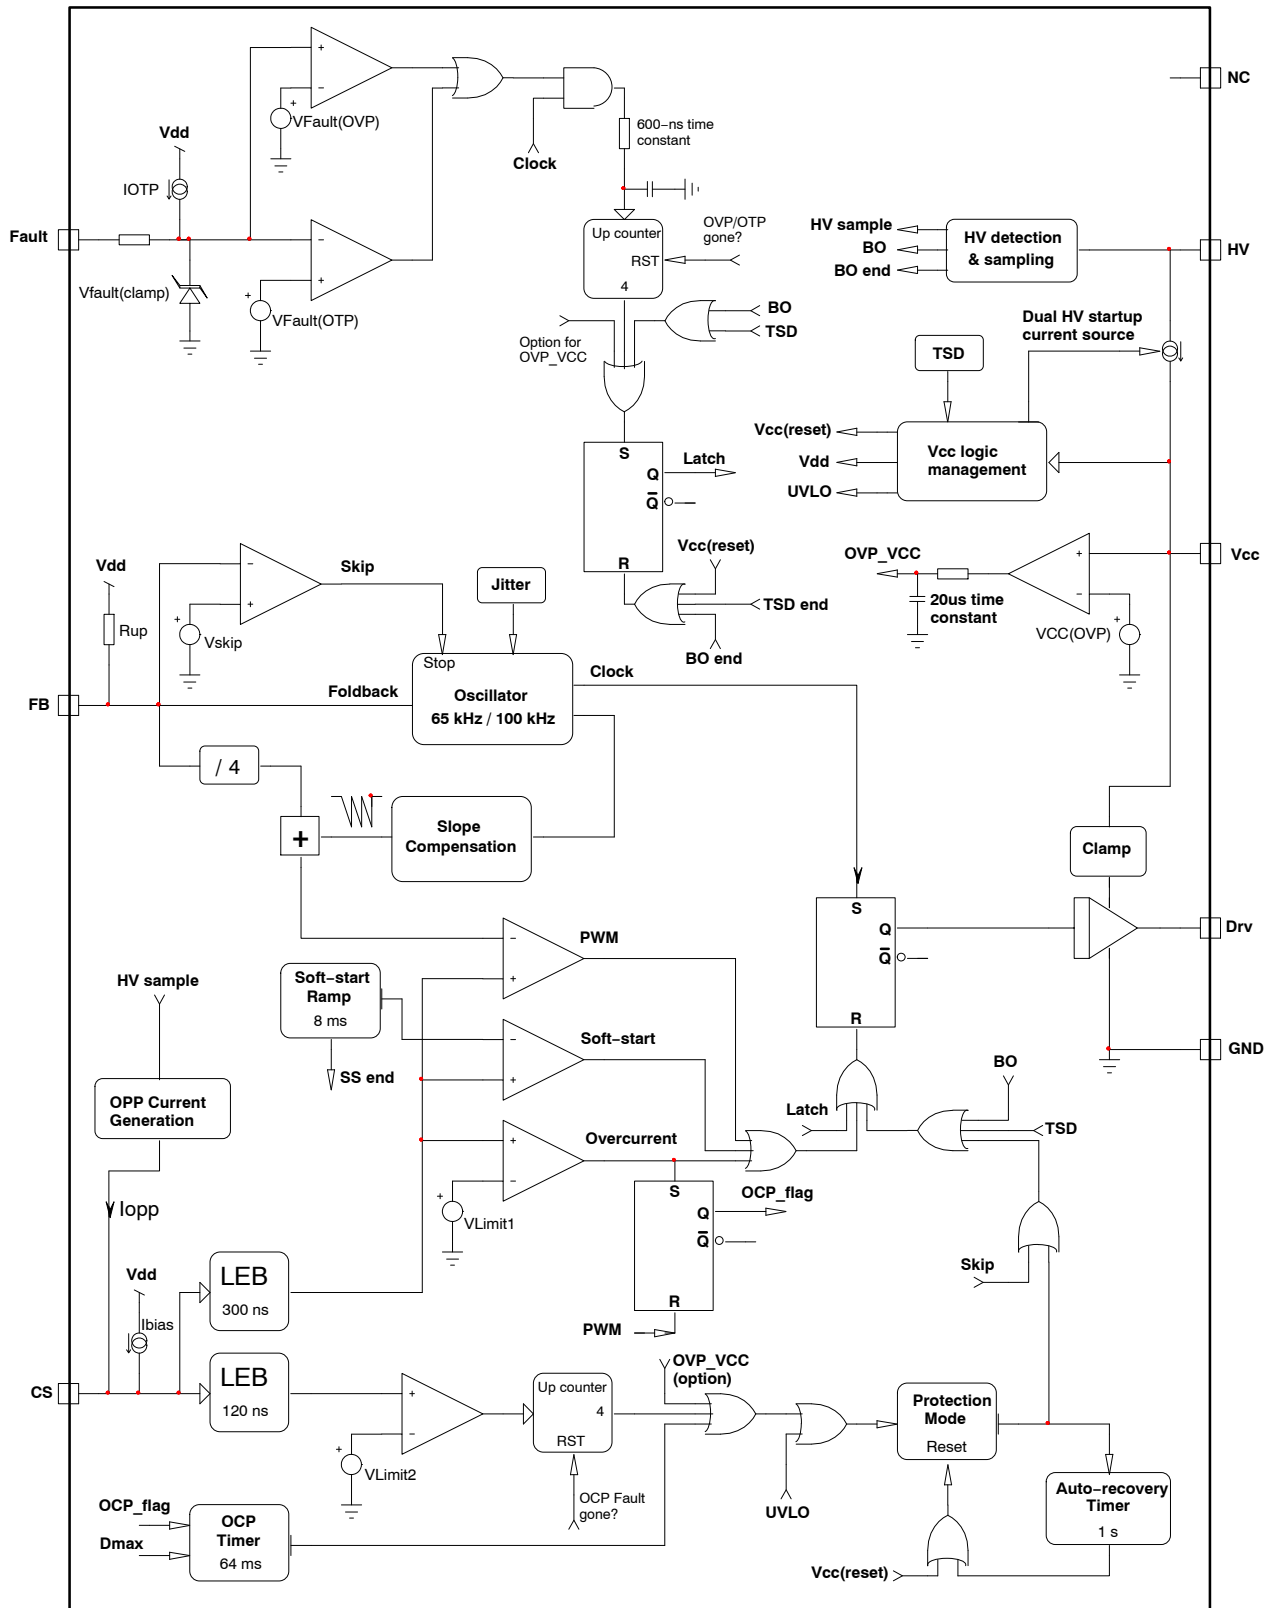 NC
+
−
+
VFault(OVP)
Clock
600−ns time
constant
Vdd
IOTP
Fault
−
+
+
VFault(OTP)
Vfault(clamp)
Up counter
RST
4
OVP/OTP
gone?
HV sample
BO
BO end
HV detection
& sampling
HV
Option for
OVP_VCC
BO
TSD
Dual HV startup
current source
TSD
Vcc(reset)
Vdd
UVLO
Vcc logic
management
S
Q
Q
R
Latch
Vcc(reset)
TSD end
BO end
OVP_VCC
20us time
constant
+
−
+
VCC(OVP)
Vcc
Vdd
Rup
−
+
+
Vskip
Skip
Jitter
Stop
Oscillator
65 kHz / 100 kHz
Foldback
Clock
FB
/ 4
+
Slope
Compensation
Clamp
S
Q
Q
R
Drv
GND
−
+
PWM
HV sample
Soft−start
Ramp
8 ms
SS end
−
+
Soft−start
OPP Current
Generation
Iopp
+
−
+
VLimit1
Overcurrent
Latch
BO
TSD
S
Q
Q
R
OCP_flag
PWM
Skip
Vdd
Ibias
LEB
300 ns
CS
LEB
120 ns
+
−
+
VLimit2
Up counter
4
RST
OCP Fault
gone?
OVP_VCC
(option)
UVLO
Protection
Mode
Reset
Auto−recovery
Timer
1 s
Vcc(reset)
OCP_flag
Dmax
OCP
Timer
64 ms